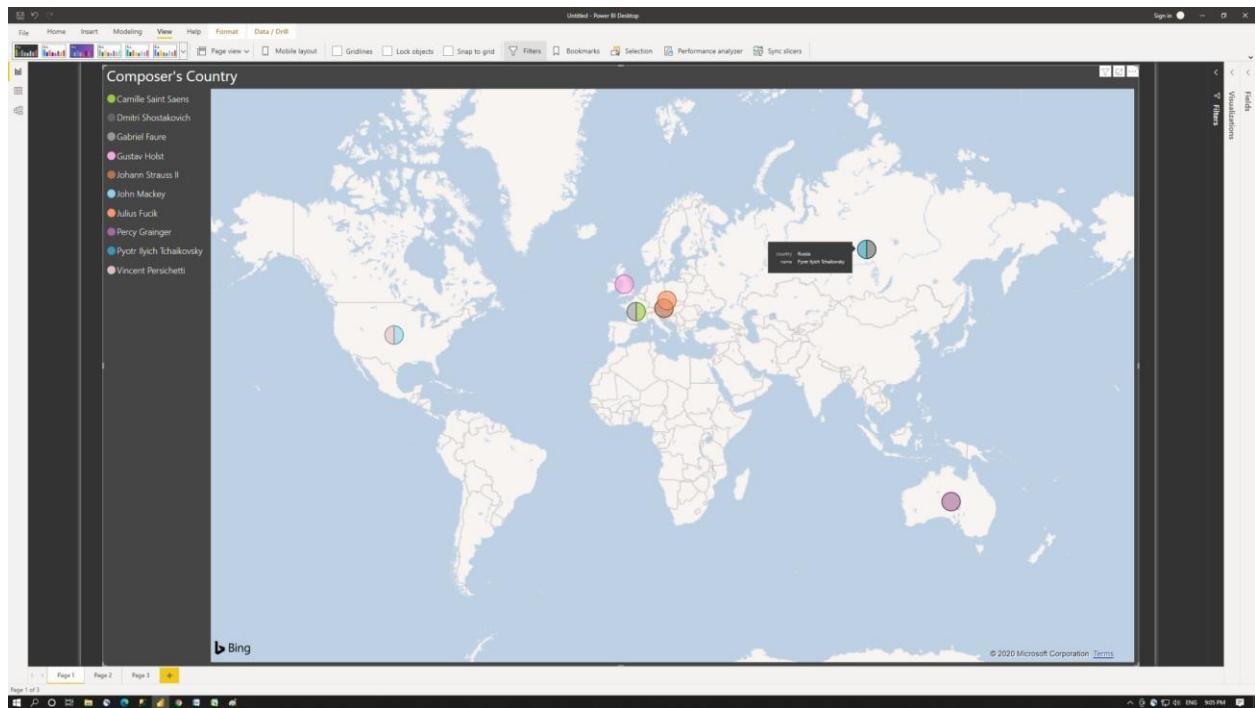 Untitled - Power BI Desktop
Sign in
File Home Insert Modeling View Help Format Data / Drill
Page view Mobile layout Gridlines Lock objects Snap to grid Filters Bookmarks Selection Performance analyzer Sync slicers
Composer's Country
Camille Saint Saens
Dmitri Shostakovich
Gabriel Faure
Gustav Holst
Johann Strauss II
John Mackey
Julius Fucik
Percy Grainger
Pyotr Ilyich Tchaikovsky
Vincent Persichetti
country Russia
name Pyotr Ilyich Tchaikovsky
Filters
Visualizations
Fields
Bing
© 2020 Microsoft Corporation Terms
Page 1 Page 2 Page 3
Page 1 of 3
ENG 9:05 PM